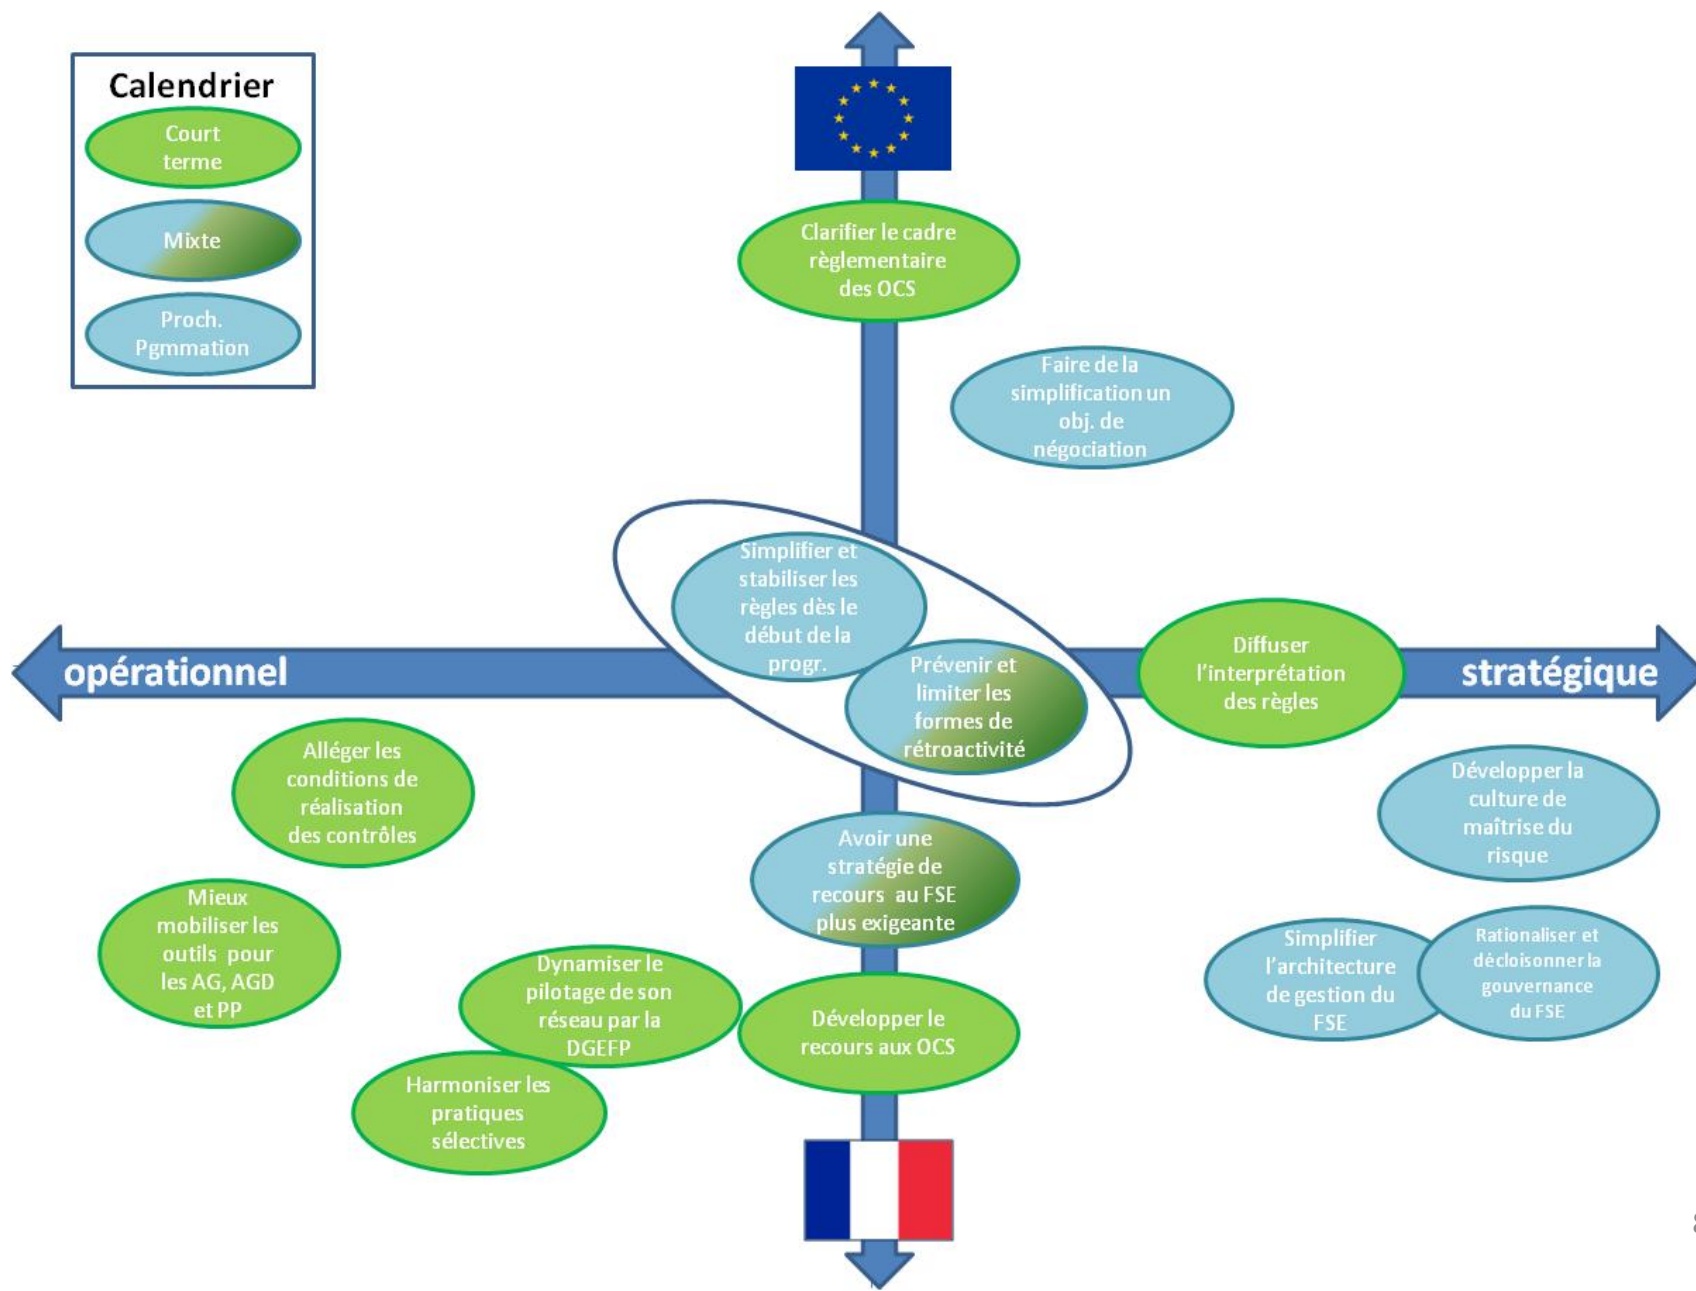 Calendrier
Court
terme
Mixte
Proch.
Pgmmation
Clarifier le cadre
règlementaire
des OCS
Faire de la
simplification un
obj. de
négociation
Simplifier et
stabiliser les
règles dès le
début de la
progr.
opérationnel
Prévenir et
limiter les
formes de
rétroactivité
Diffuser
l'interprétation
des règles
stratégique
Alléger les
conditions de
réalisation
des contrôles
Avoir une
stratégie de
recours au FSE
plus exigeante
Développer la
culture de
maîtrise du
risque
Mieux
mobiliser les
outils pour
les AG, AGD
et PP
Dynamiser le
pilotage de son
réseau par la
DGEFP
Développer le
recours aux OCS
Simplifier
l'architecture
de gestion du
FSE
Rationaliser et
dècloisonner la
gouvernance
du FSE
Harmoniser les
pratiques
sélectives